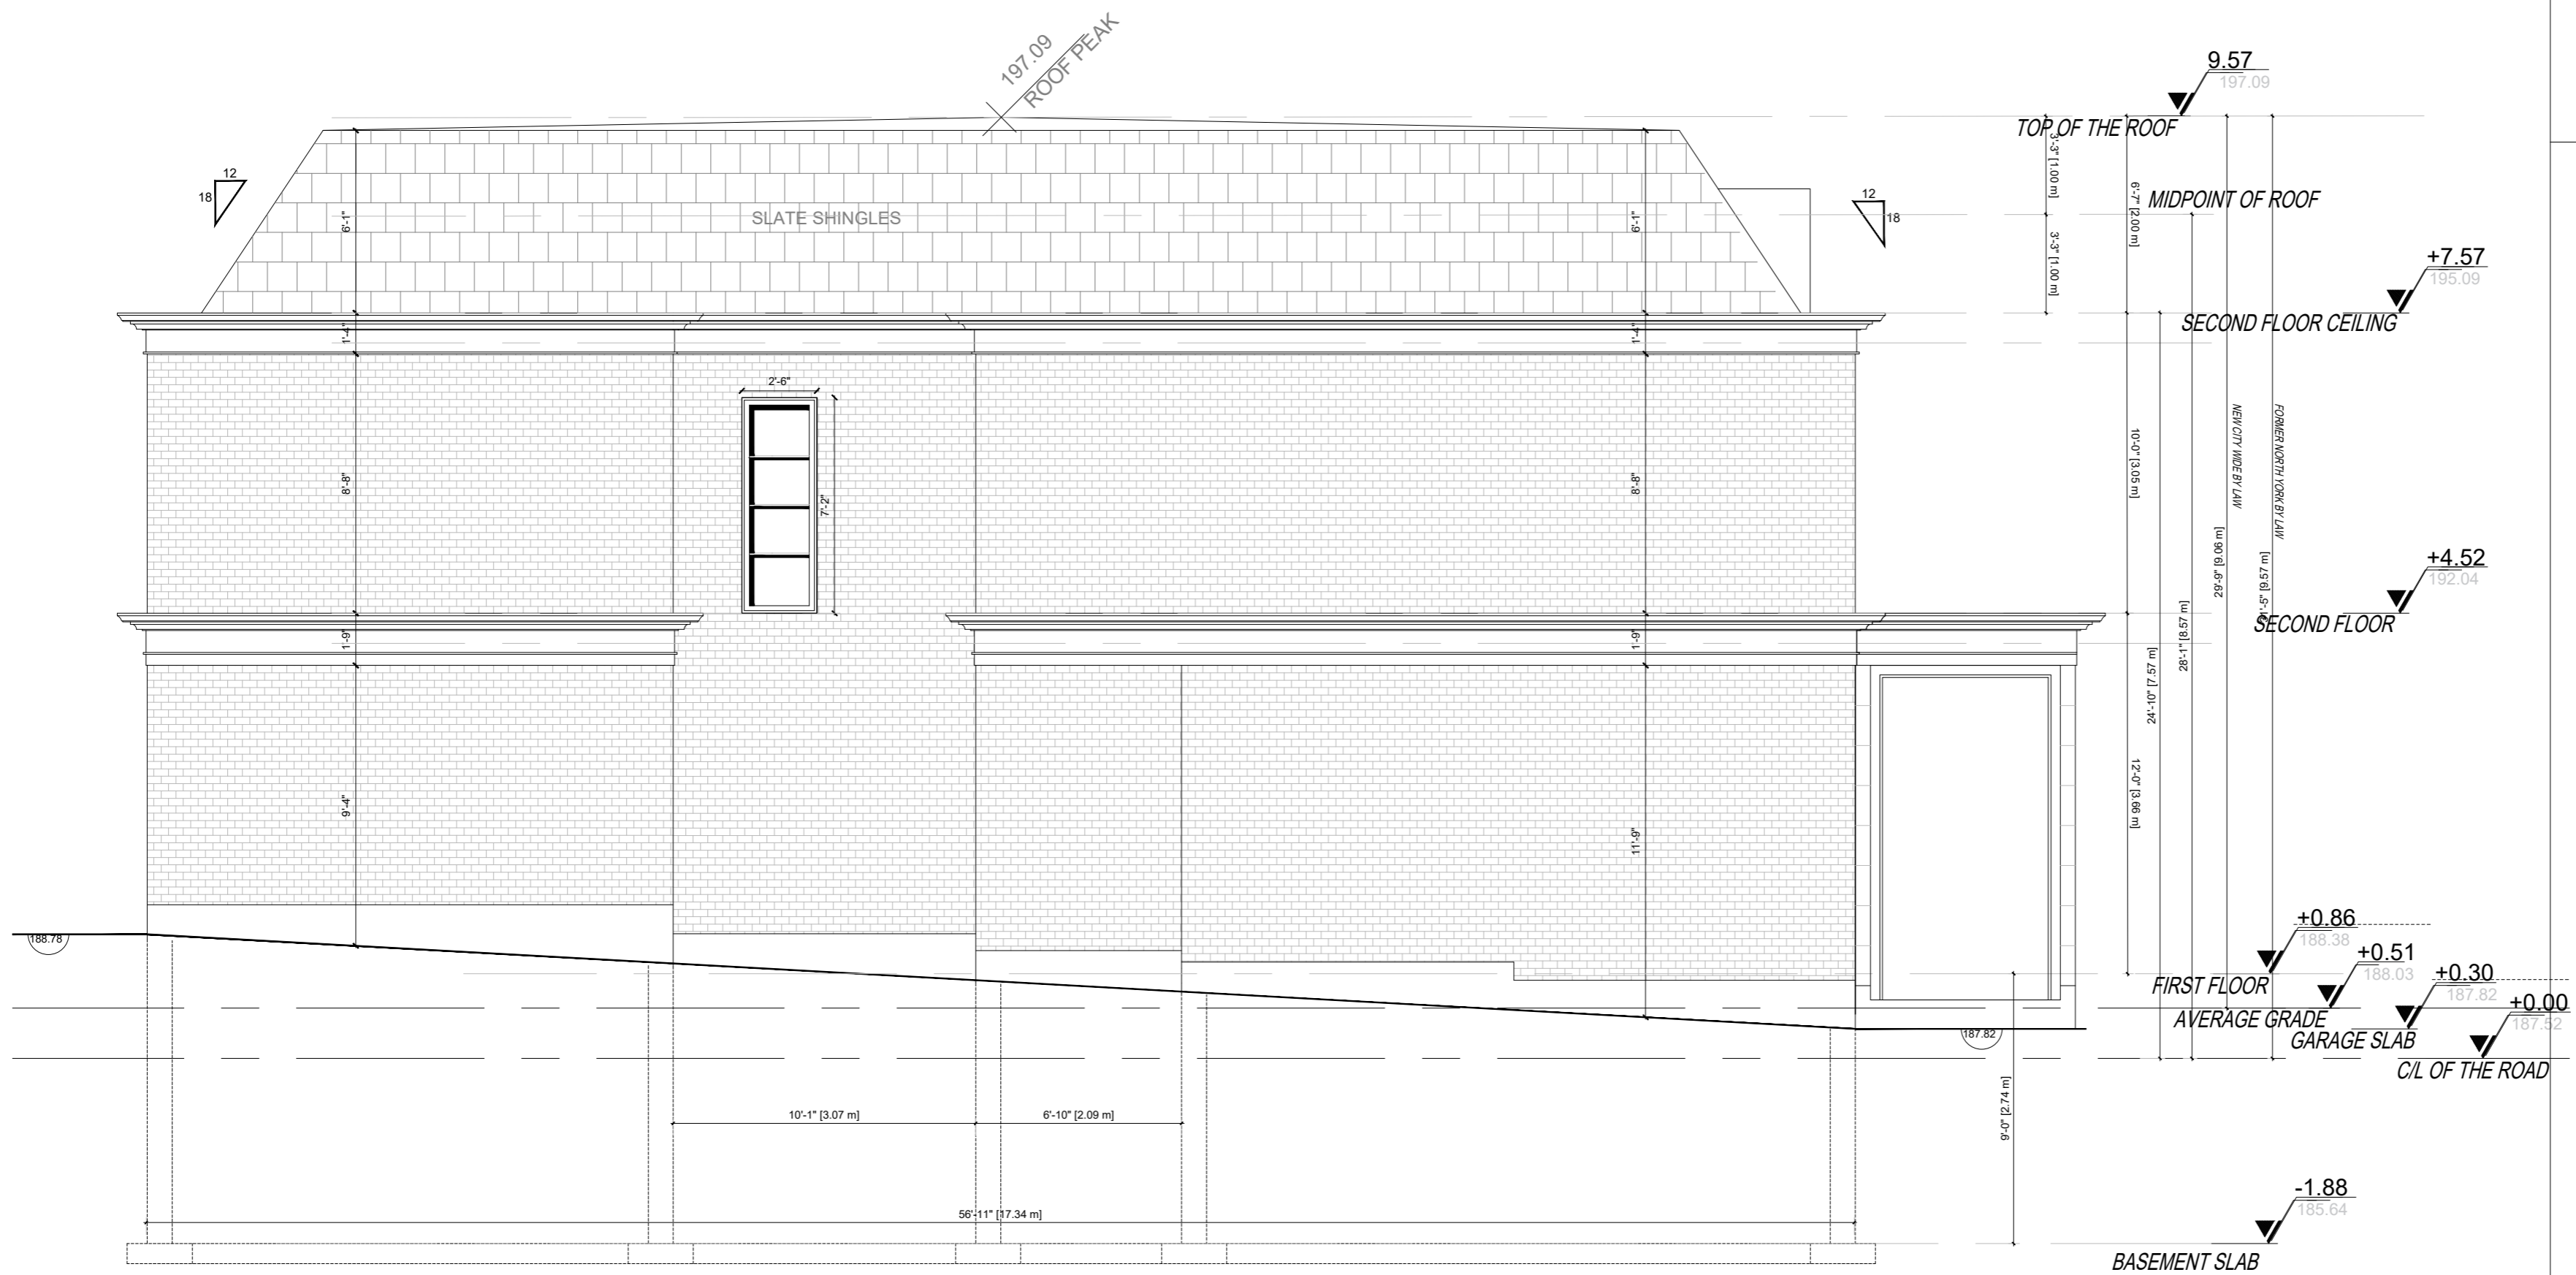 197.09
ROOF PEAK
9.57
197.09
TOP OF THE ROOF
3'-3" [1.00 m]
6'-7" [2.00 m]
MIDPOINT OF ROOF
3'-3" [1.00 m]
12
18
12
18
6'-1"
SLATE SHINGLES
6'-1"
+7.57
195.09
SECOND FLOOR CEILING
1'-4"
1'-4"
2'-6"
7'-2"
8'-8"
8'-8"
10'-0" [3.05 m]
NEW CITY WIDE BY LAW
FORMER NORTH YORK BY LAW
29'-9" [9.06 m]
1'-5" [9.57 m]
+4.52
192.04
SECOND FLOOR
1'-9"
1'-9"
28'-1" [8.57 m]
24'-10" [7.57 m]
12'-0" [3.66 m]
9'-4"
11'-9"
+0.86
188.38
FIRST FLOOR
+0.51
188.03
AVERAGE GRADE
+0.30
187.82
GARAGE SLAB
+0.00
187.52
C/L OF THE ROAD
188.78
187.82
10'-1" [3.07 m]
6'-10" [2.09 m]
9'-0" [2.74 m]
56'-11" [17.34 m]
-1.88
185.64
BASEMENT SLAB